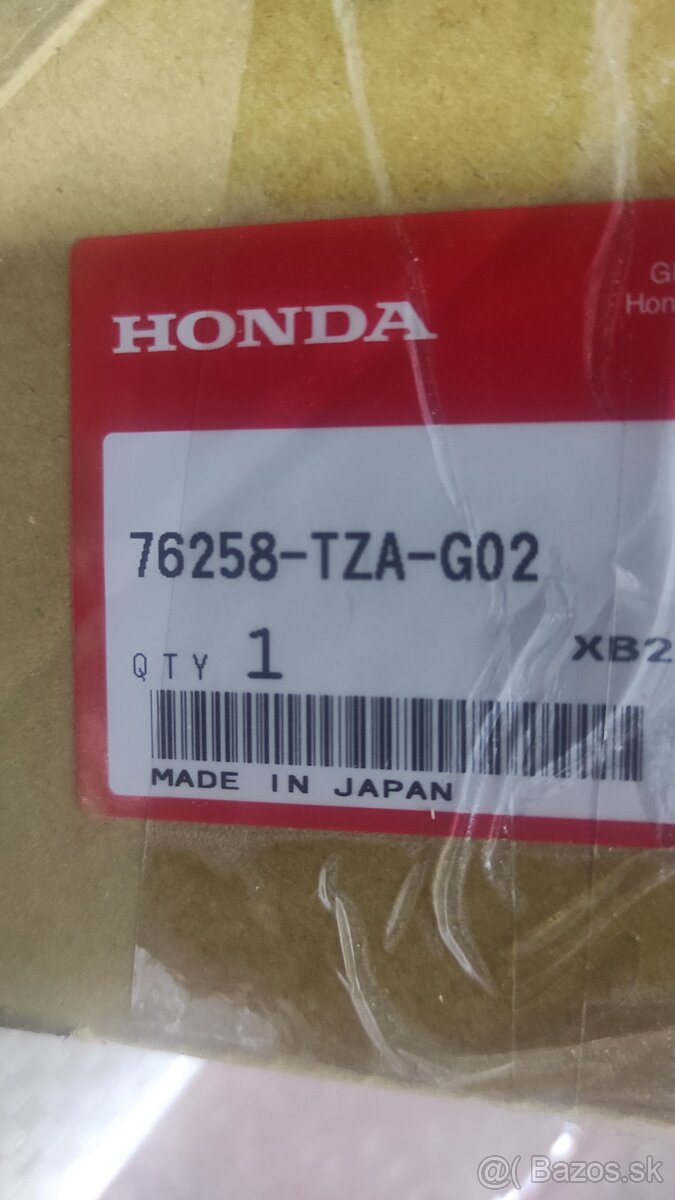 HONDA
76258-TZA-G02
QTY 1
MADE IN JAPAN
@( Bazos.sk